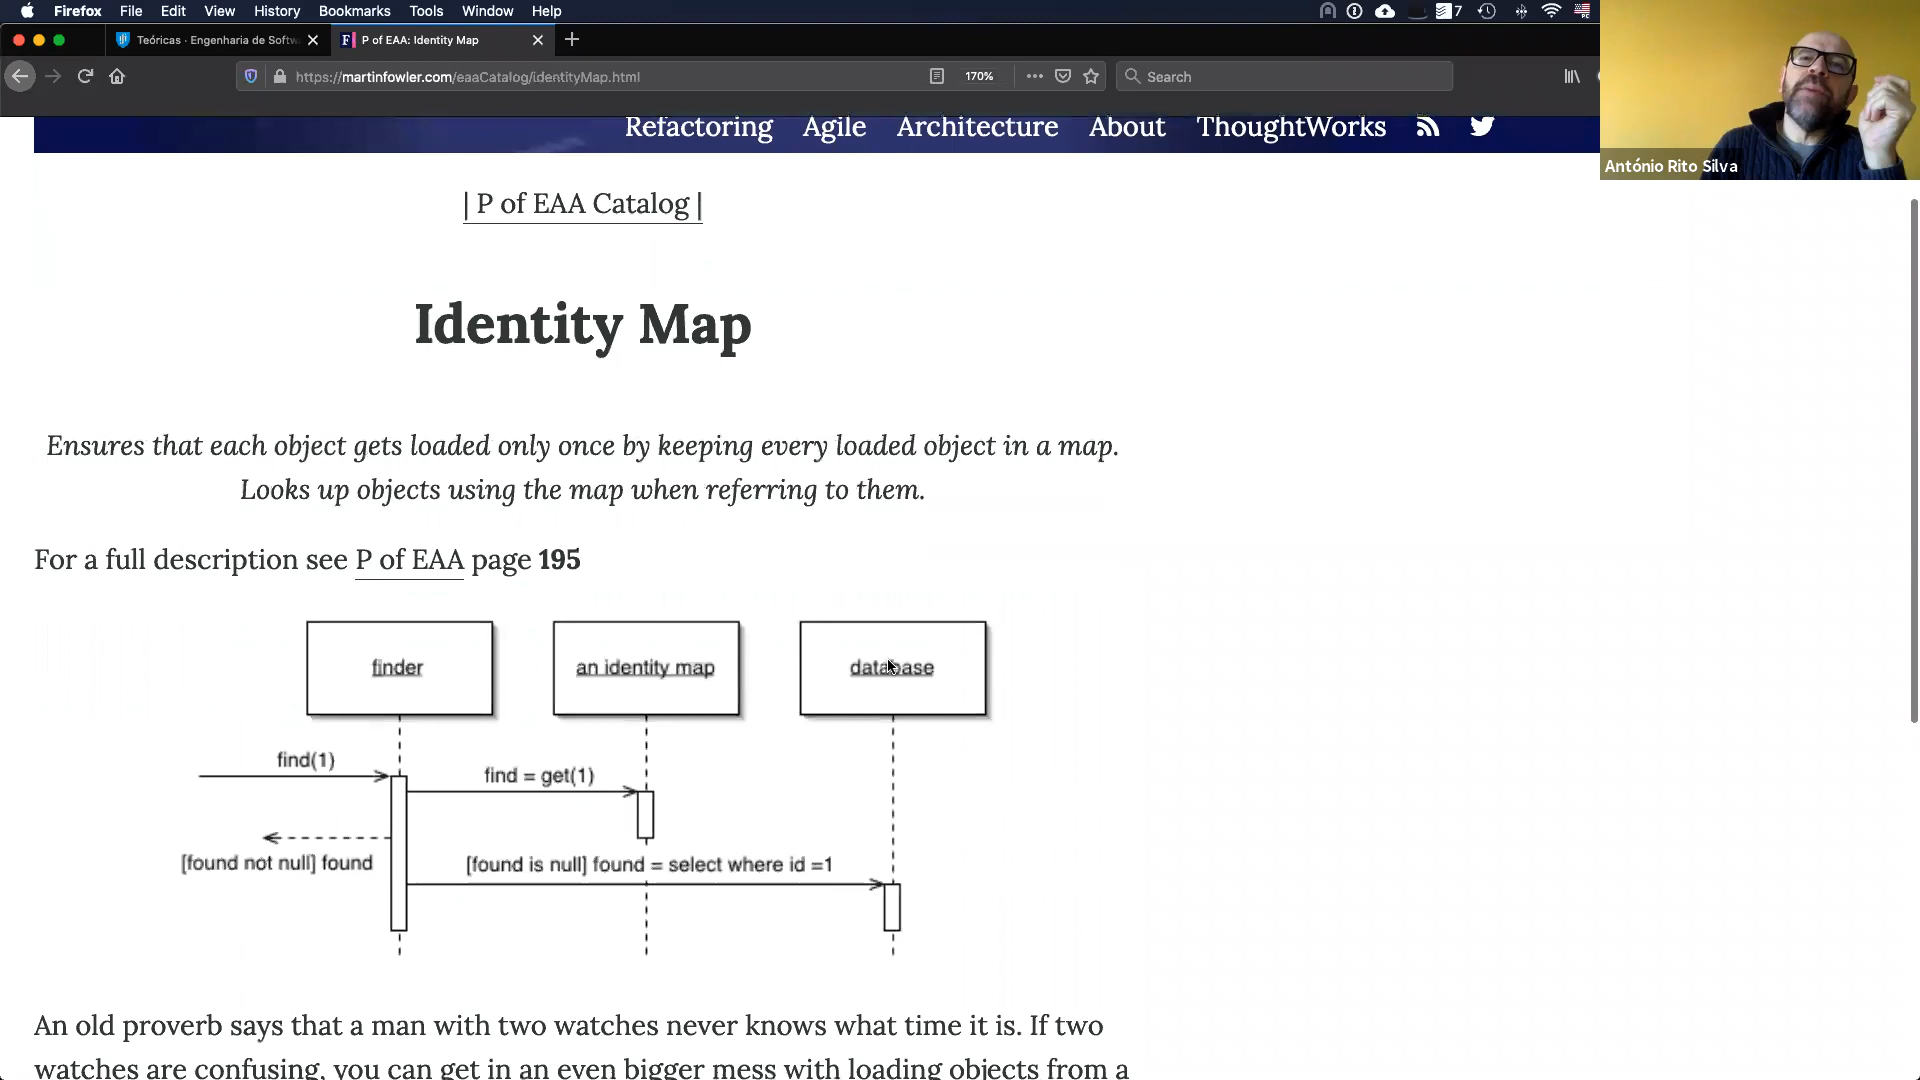 Firefox File Edit View History Bookmarks Tools Window Help 7
Teóricas · Engenharia de Softw P of EAA: Identity Map
https://martinfowler.com/eaaCatalog/identityMap.html 170% Search
Refactoring Agile Architecture About ThoughtWorks
António Rito Silva
| P of EAA Catalog |
Identity Map
Ensures that each object gets loaded only once by keeping every loaded object in a map.
Looks up objects using the map when referring to them.
For a full description see P of EAA page 195
finder an identity map database
find(1)
find = get(1)
[found not null] found
[found is null] found = select where id =1
An old proverb says that a man with two watches never knows what time it is. If two
watches are confusing, you can get in an even bigger mess with loading objects from a